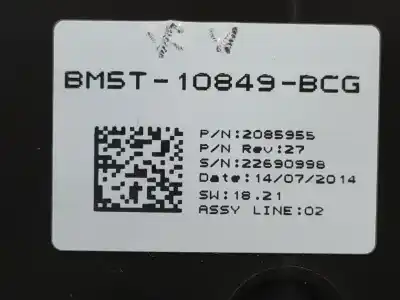 BM5T-10849-BCG
P/N:2085955
P/N Rev:27
S/N:22690998
Date:14/07/2014
SW:18.21
ASSY LINE:02